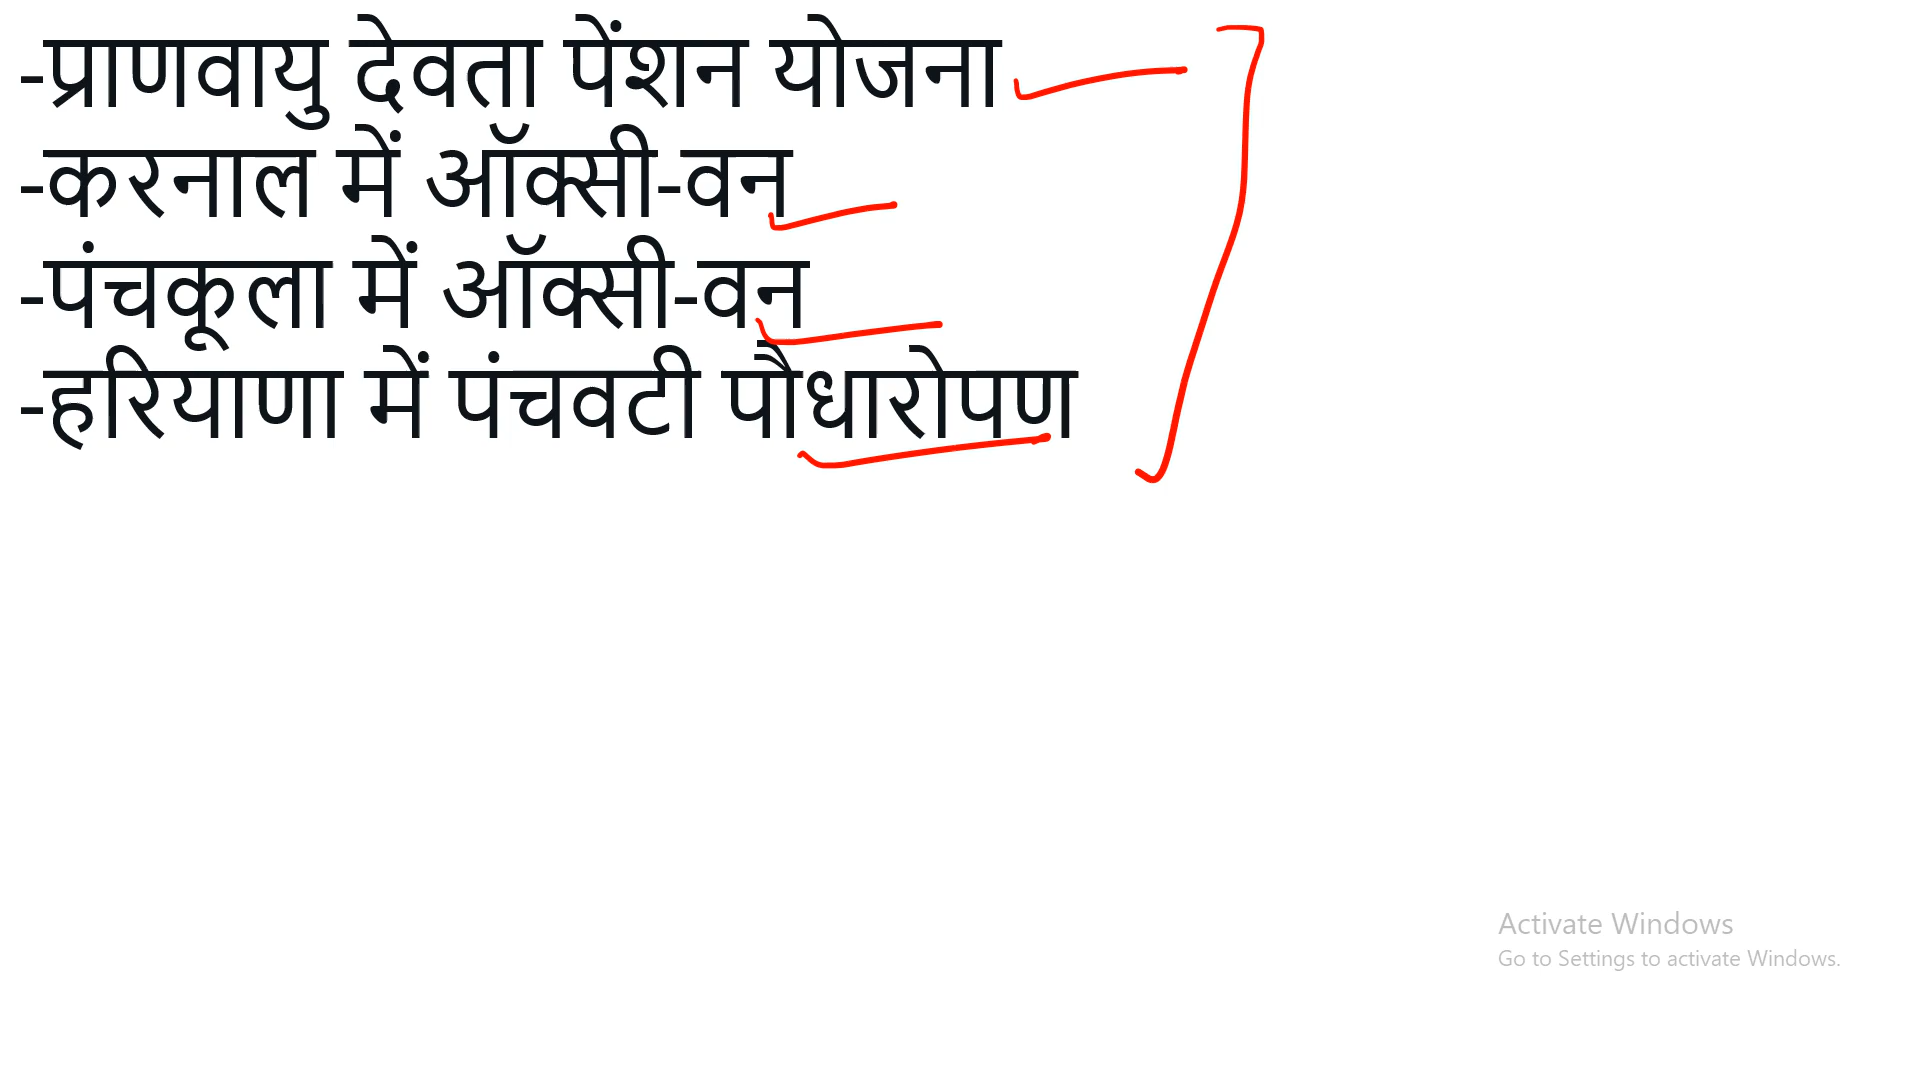 -प्राणवायु देवता पेंशन योजना
-करनाल में ऑक्सी-वन
-पंचकूला में ऑक्सी-वन
-हरियाणा में पंचवटी पौधारोपण
Activate Windows
Go to Settings to activate Windows.